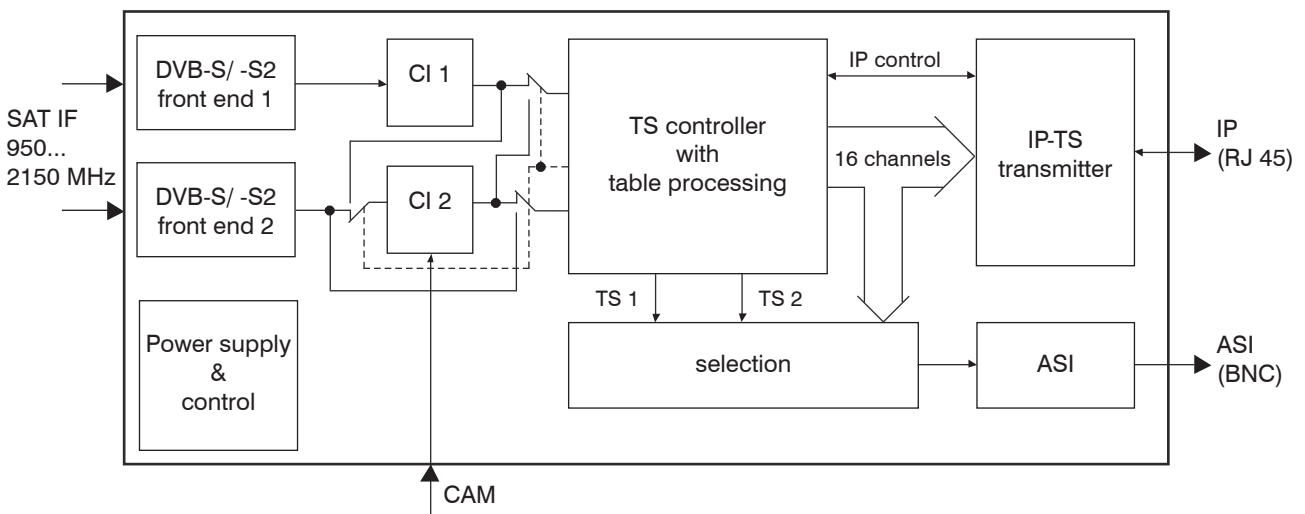 SAT IF
950...
2150 MHz
DVB-S/ -S2
front end 1
DVB-S/ -S2
front end 2
CI 1
CI 2
TS controller
with
table processing
IP control
16 channels
IP-TS
transmitter
IP
(RJ 45)
TS 1
TS 2
Power supply
&
control
selection
ASI
ASI
(BNC)
CAM